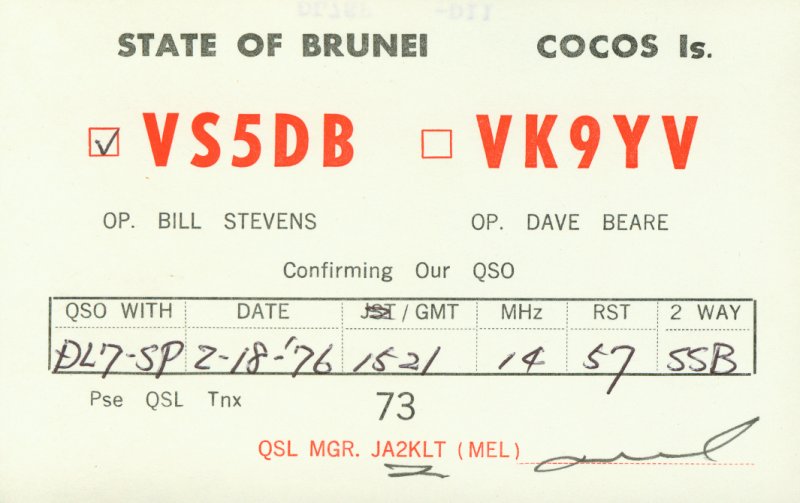 STATE OF BRUNEI COCOS Is.
VS5DB VK9YV
OP. BILL STEVENS OP. DAVE BEARE
Confirming Our QSO
QSO WITH DATE JST/GMT MHz RST 2 WAY
DL7-SP 2-18-'76 1521 14 57 SSB
Pse QSL Tnx 73
QSL MGR. JA2KLT (MEL)